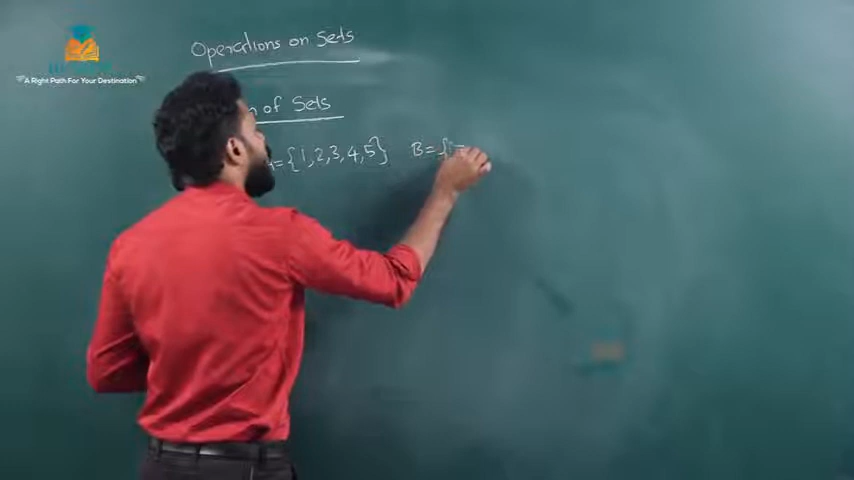 A Right Path For Your Destination
Operations on Sets
of Sets
={1,2,3,4,5} B={